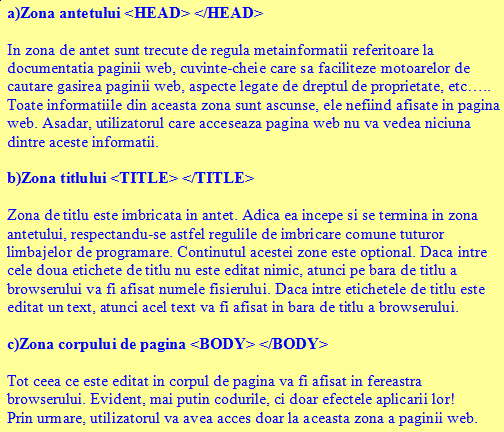 a)Zona antetului <HEAD> </HEAD>
In zona de antet sunt trecute de regula metainformatii referitoare la
documentatia paginii web, cuvinte-cheie care sa faciliteze motoarelor de
cautare gasirea paginii web, aspecte legate de dreptul de proprietate, etc…..
Toate informatiile din aceasta zona sunt ascunse, ele nefiind afisate in pagina
web. Asadar, utilizatorul care acceseaza pagina web nu va vedea niciuna
dintre aceste informatii.
b)Zona titlului <TITLE> </TITLE>
Zona de titlu este imbricata in antet. Adica ea incepe si se termina in zona
antetului, respectandu-se astfel regulile de imbricare comune tuturor
limbajelor de programare. Continutul acestei zone este optional. Daca intre
cele doua etichete de titlu nu este editat nimic, atunci pe bara de titlu a
browserului va fi afisat numele fisierului. Daca intre etichetele de titlu este
editat un text, atunci acel text va fi afisat in bara de titlu a browserului.
c)Zona corpului de pagina <BODY> </BODY>
Tot ceea ce este editat in corpul de pagina va fi afisat in fereastra
browserului. Evident, mai putin codurile, ci doar efectele aplicarii lor!
Prin urmare, utilizatorul va avea acces doar la aceasta zona a paginii web.